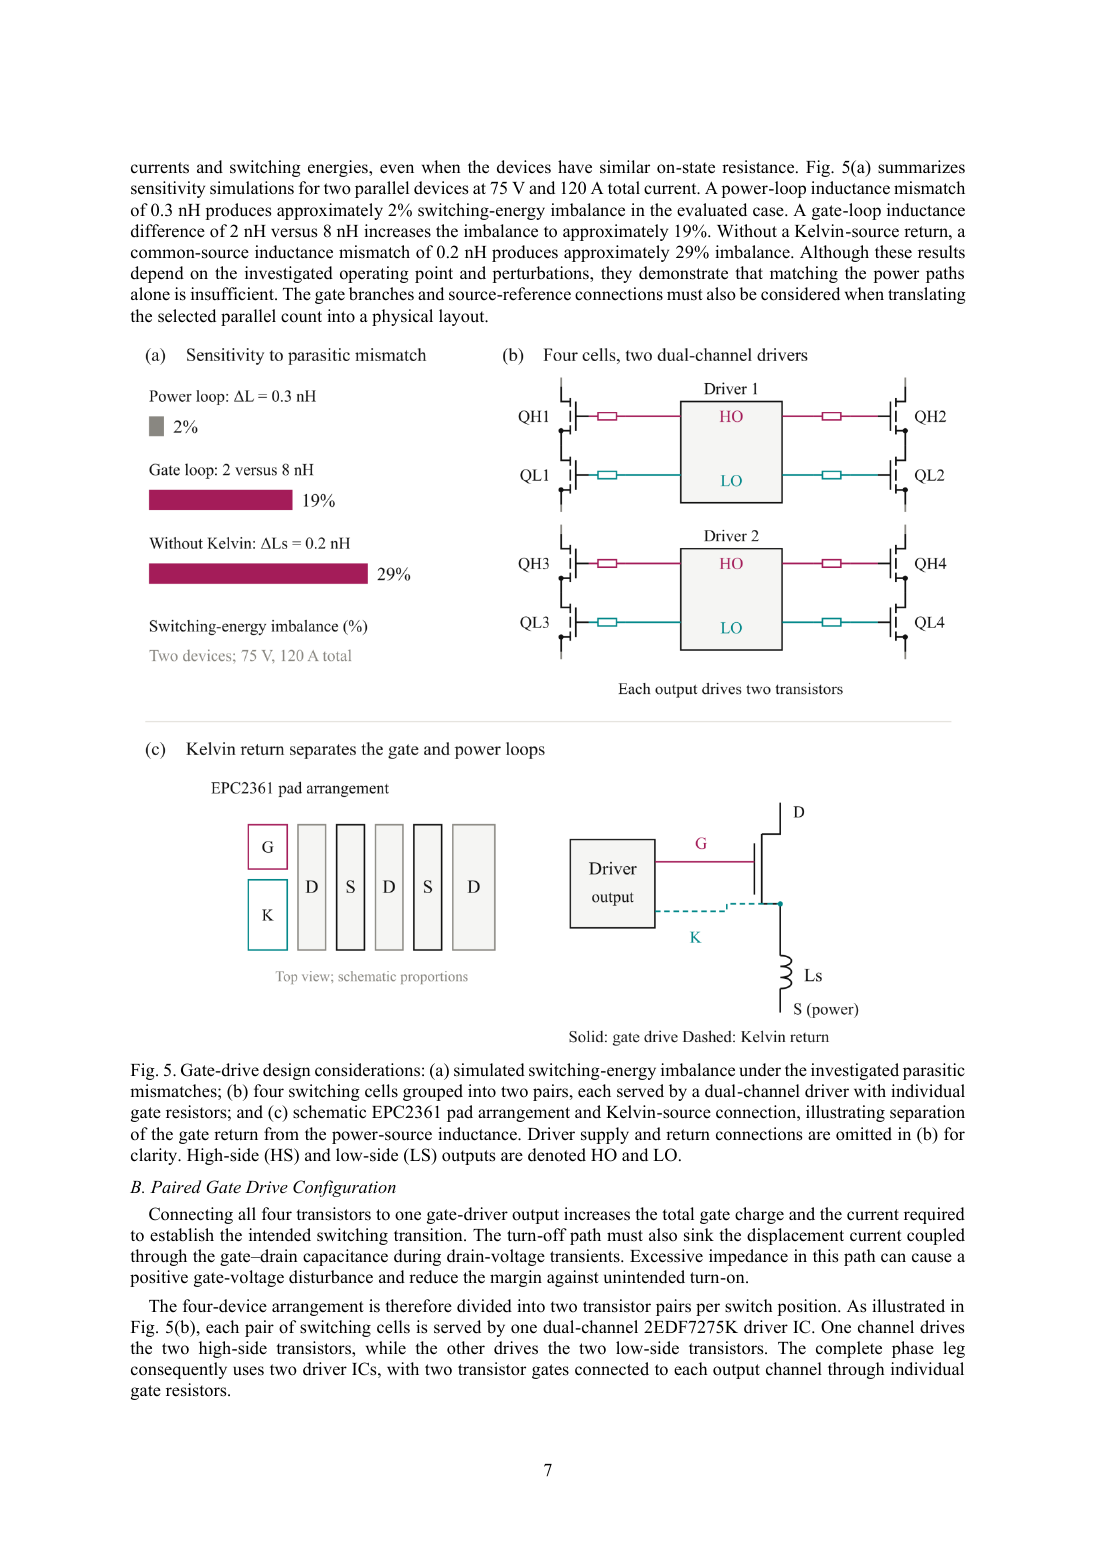 currents and switching energies, even when the devices have similar on-state resistance. Fig. 5(a) summarizes
sensitivity simulations for two parallel devices at 75 V and 120 A total current. A power-loop inductance mismatch
of 0.3 nH produces approximately 2% switching-energy imbalance in the evaluated case. A gate-loop inductance
difference of 2 nH versus 8 nH increases the imbalance to approximately 19%. Without a Kelvin-source return, a
common-source inductance mismatch of 0.2 nH produces approximately 29% imbalance. Although these results
depend on the investigated operating point and perturbations, they demonstrate that matching the power paths
alone is insufficient. The gate branches and source-reference connections must also be considered when translating
the selected parallel count into a physical layout.
(a) Sensitivity to parasitic mismatch
Power loop: ΔL = 0.3 nH
2%
Gate loop: 2 versus 8 nH
19%
Without Kelvin: ΔLs = 0.2 nH
29%
Switching-energy imbalance (%)
Two devices; 75 V, 120 A total
(b) Four cells, two dual-channel drivers
Driver 1
QH1 HO QH2
QL1 LO QL2
Driver 2
QH3 HO QH4
QL3 LO QL4
Each output drives two transistors
(c) Kelvin return separates the gate and power loops
EPC2361 pad arrangement
G
K
D S D S D
Top view; schematic proportions
D
G
Driver
output
K
Ls
S (power)
Solid: gate drive Dashed: Kelvin return
Fig. 5. Gate-drive design considerations: (a) simulated switching-energy imbalance under the investigated parasitic
mismatches; (b) four switching cells grouped into two pairs, each served by a dual-channel driver with individual
gate resistors; and (c) schematic EPC2361 pad arrangement and Kelvin-source connection, illustrating separation
of the gate return from the power-source inductance. Driver supply and return connections are omitted in (b) for
clarity. High-side (HS) and low-side (LS) outputs are denoted HO and LO.
B. Paired Gate Drive Configuration
Connecting all four transistors to one gate-driver output increases the total gate charge and the current required
to establish the intended switching transition. The turn-off path must also sink the displacement current coupled
through the gate–drain capacitance during drain-voltage transients. Excessive impedance in this path can cause a
positive gate-voltage disturbance and reduce the margin against unintended turn-on.
The four-device arrangement is therefore divided into two transistor pairs per switch position. As illustrated in
Fig. 5(b), each pair of switching cells is served by one dual-channel 2EDF7275K driver IC. One channel drives
the two high-side transistors, while the other drives the two low-side transistors. The complete phase leg
consequently uses two driver ICs, with two transistor gates connected to each output channel through individual
gate resistors.
7